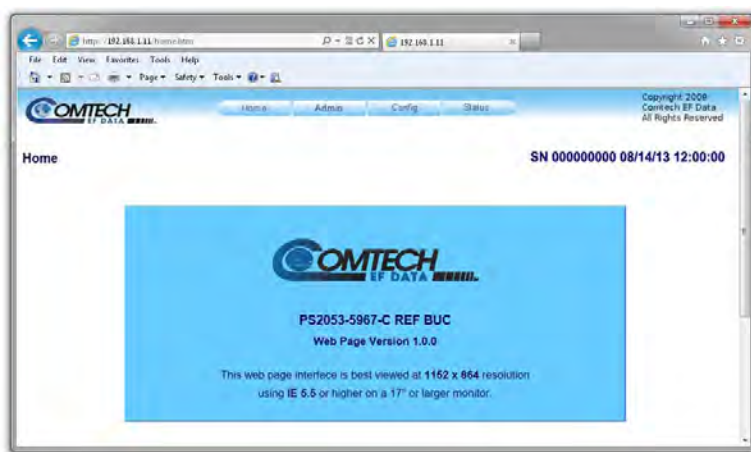 http://192.168.1.11/home.htm
192.168.1.11
File Edit View Favorites Tools Help
Page Safety Tools
COMTECH
EF DATA
Home Admin Config Status
Copyright 2009
Comtech EF Data
All Rights Reserved
Home
SN 000000000 08/14/13 12:00:00
COMTECH
EF DATA
PS2053-5967-C REF BUC
Web Page Version 1.0.0
This web page interface is best viewed at 1152 x 864 resolution
using IE 5.5 or higher on a 17" or larger monitor.